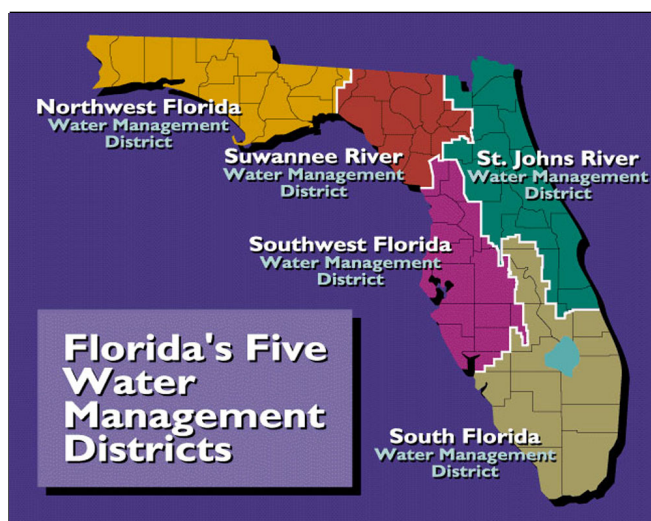 Northwest Florida
Water Management
District
Suwannee River
Water Management
District
St. Johns River
Water Management
District
Southwest Florida
Water Management
District
Florida's Five
Water
Management
Districts
South Florida
Water Management
District